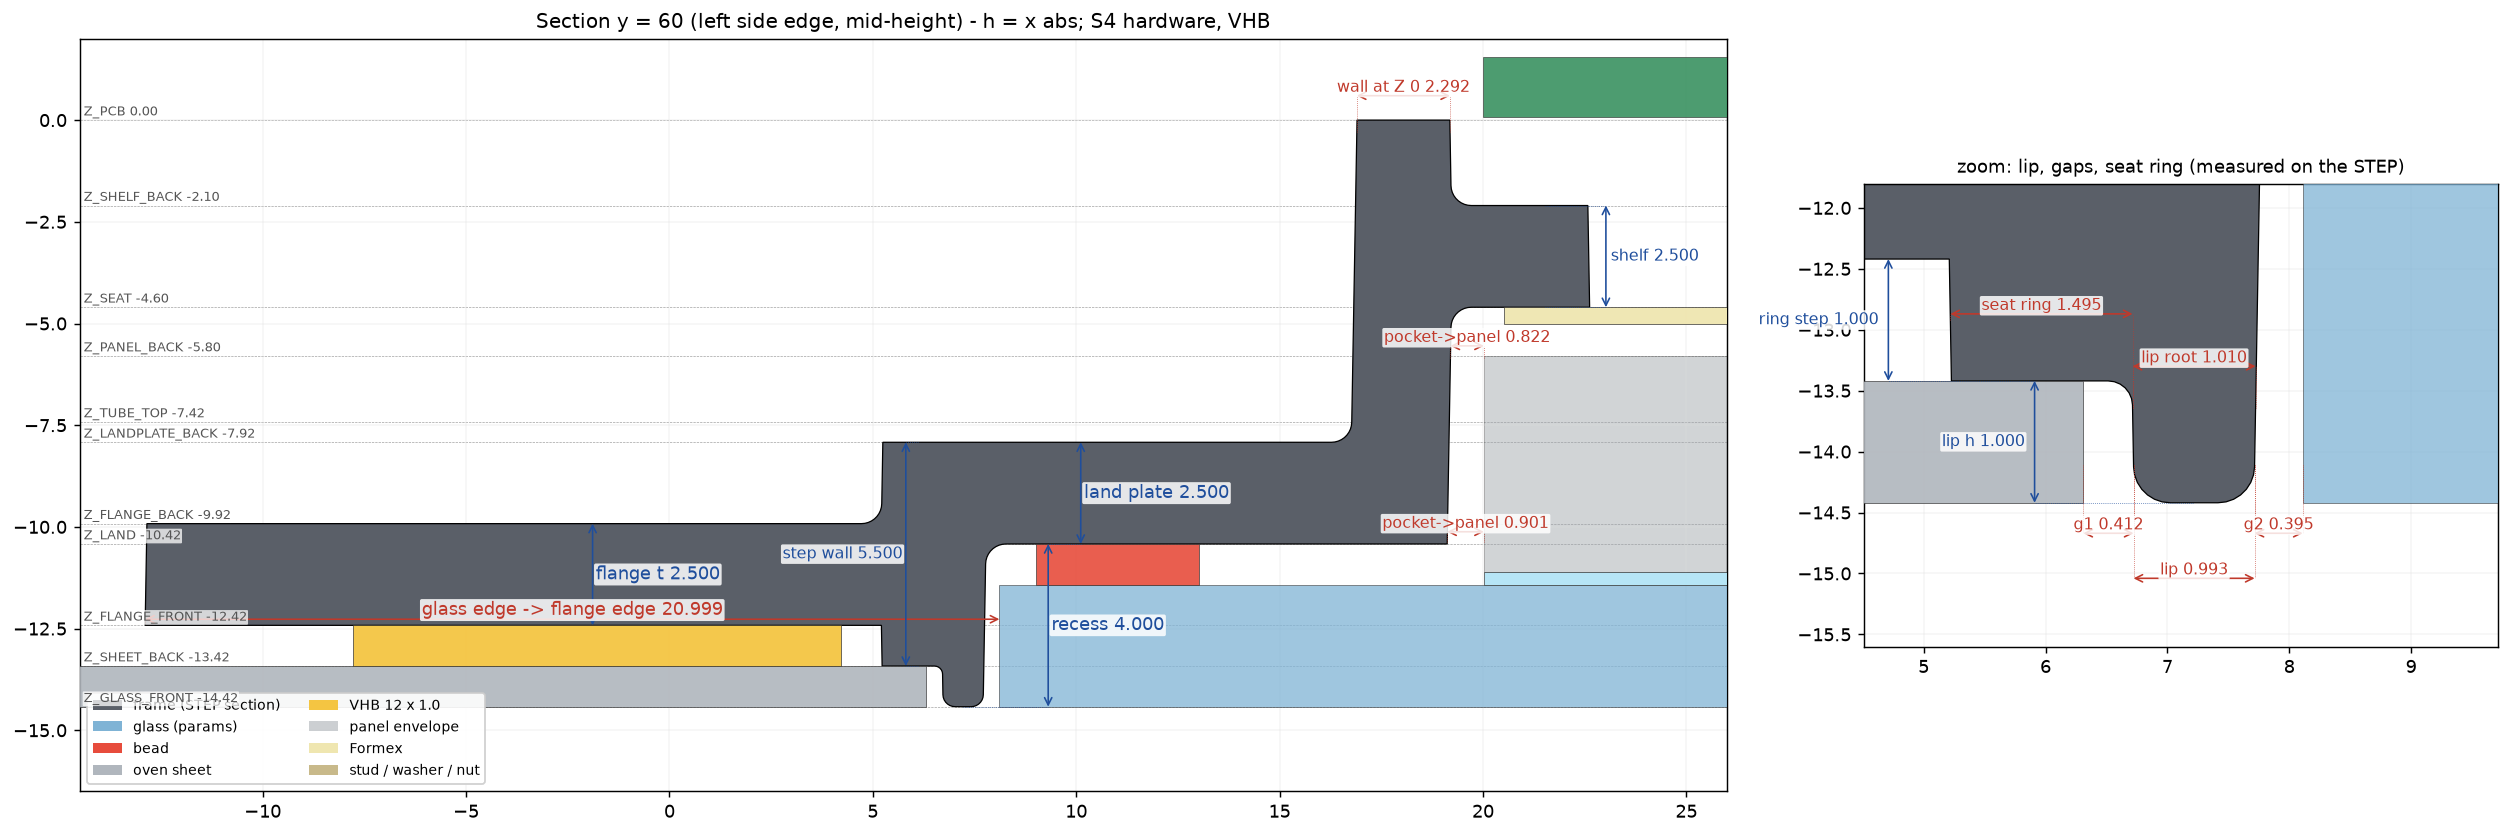 Section y = 60 (left side edge, mid-height) - h = x abs; S4 hardware, VHB
wall at Z 0 2.292
Z_PCB 0.00
0.0
Z_SHELF_BACK -2.10
−2.5
shelf 2.500
Z_SEAT -4.60
−5.0
pocket->panel 0.822
Z_PANEL_BACK -5.80
Z_TUBE_TOP -7.42
−7.5
Z_LANDPLATE_BACK -7.92
land plate 2.500
Z_FLANGE_BACK -9.92
−10.0
pocket->panel 0.901
Z_LAND -10.42
step wall 5.500
flange t 2.500
glass edge -> flange edge 20.999
Z_FLANGE_FRONT -12.42
−12.5
recess 4.000
Z_SHEET_BACK -13.42
Z_GLASS_FRONT -14.42
−15.0
frame (STEP section)
glass (params)
bead
oven sheet
VHB 12 x 1.0
panel envelope
Formex
stud / washer / nut
−10
−5
0
5
10
15
20
25
zoom: lip, gaps, seat ring (measured on the STEP)
−12.0
−12.5
seat ring 1.495
ring step 1.000
−13.0
lip root 1.010
−13.5
lip h 1.000
−14.0
−14.5
g1 0.412
g2 0.395
lip 0.993
−15.0
−15.5
5
6
7
8
9